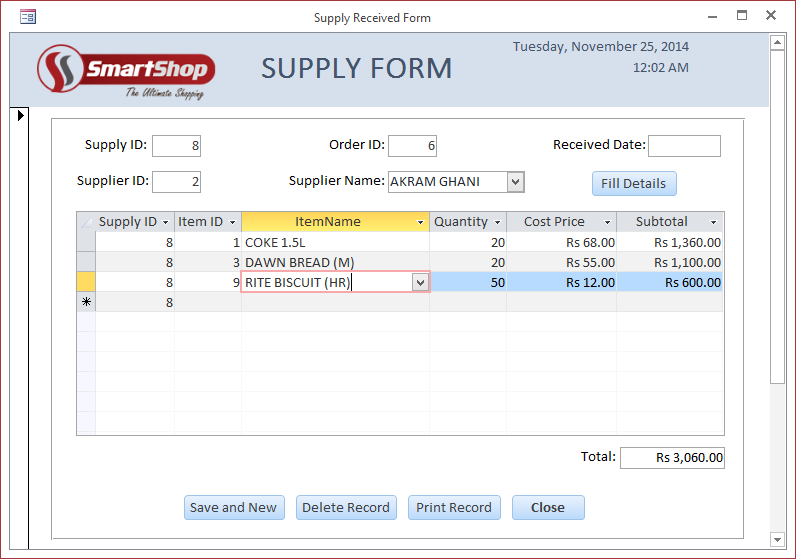 Supply Received Form
SmartShop
The Ultimate Shopping
SUPPLY FORM
Tuesday, November 25, 2014
12:02 AM
Supply ID: 8 Order ID: 6 Received Date:
Supplier ID: 2 Supplier Name: AKRAM GHANI Fill Details
Supply ID Item ID ItemName Quantity Cost Price Subtotal
8 1 COKE 1.5L 20 Rs 68.00 Rs 1,360.00
8 3 DAWN BREAD (M) 20 Rs 55.00 Rs 1,100.00
8 9 RITE BISCUIT (HR) 50 Rs 12.00 Rs 600.00
* 8
Total: Rs 3,060.00
Save and New Delete Record Print Record Close